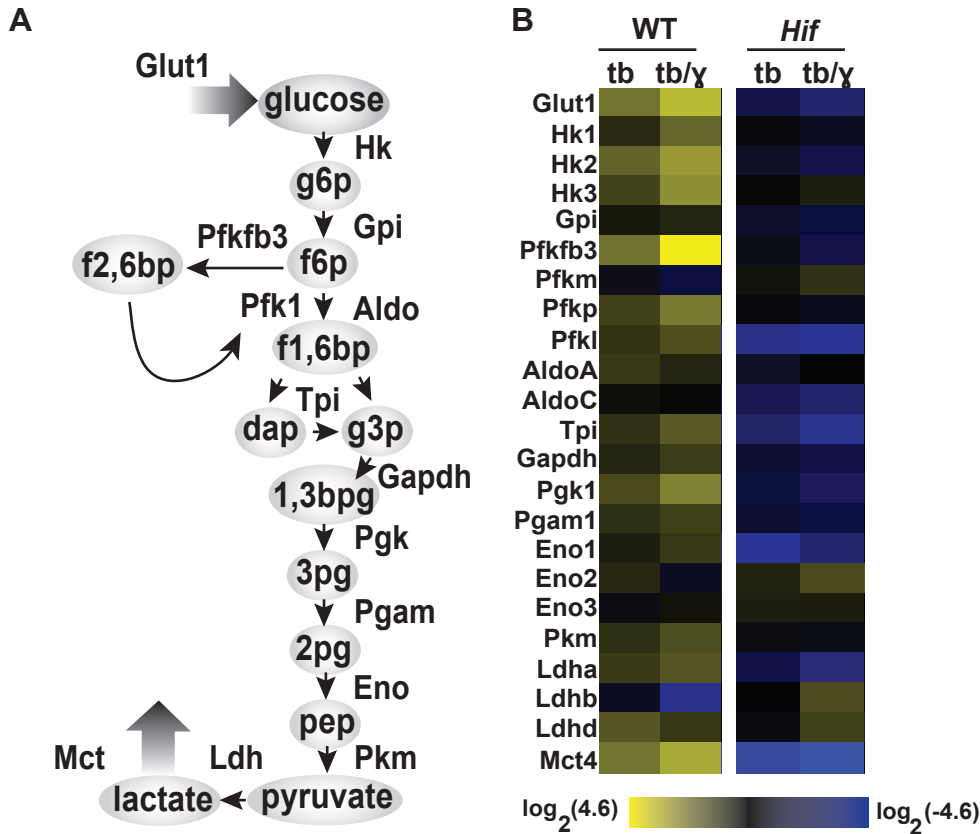 A
Glut1
glucose
Hk
g6p
Gpi
Pfkfb3
f2,6bp
f6p
Pfk1
Aldo
f1,6bp
Tpi
dap
g3p
Gapdh
1,3bpg
Pgk
3pg
Pgam
2pg
Eno
pep
Pkm
Mct
Ldh
lactate
pyruvate
B
WT
Hif
tb tb/ɣ tb tb/ɣ
Glut1
Hk1
Hk2
Hk3
Gpi
Pfkfb3
Pfkm
Pfkp
Pfkl
AldoA
AldoC
Tpi
Gapdh
Pgk1
Pgam1
Eno1
Eno2
Eno3
Pkm
Ldha
Ldhb
Ldhd
Mct4
log2(4.6) log2(-4.6)